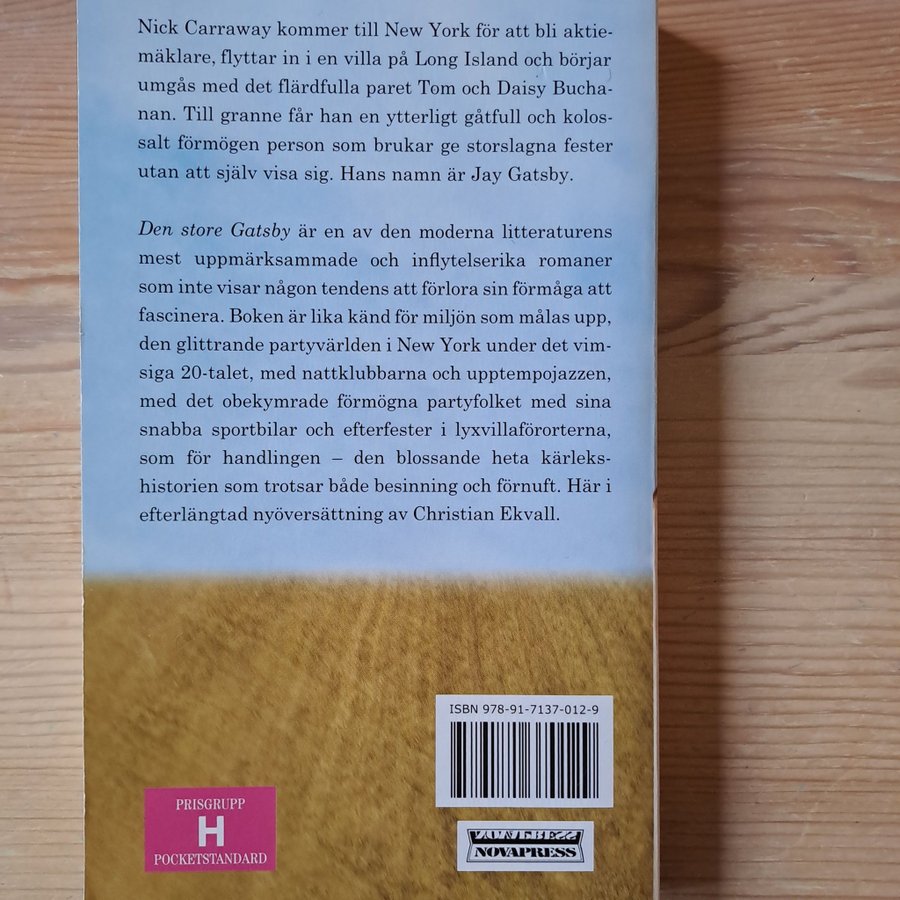 Nick Carraway kommer till New York för att bli aktie-
mäklare, flyttar in i en villa på Long Island och börjar
umgås med det flärdfulla paret Tom och Daisy Bucha-
nan. Till granne får han en ytterligt gåtfull och kolos-
salt förmögen person som brukar ge storslagna fester
utan att själv visa sig. Hans namn är Jay Gatsby.
Den store Gatsby är en av den moderna litteraturens
mest uppmärksammade och inflytelserika romaner
som inte visar någon tendens att förlora sin förmåga att
fascinera. Boken är lika känd för miljön som målas upp,
den glittrande partyvärlden i New York under det vim-
siga 20-talet, med nattklubbarna och upptempojazzen,
med det obekymrade förmögna partyfolket med sina
snabba sportbilar och efterfester i lyxvillaförorterna,
som för handlingen – den blossande heta kärleks-
historien som trotsar både besinning och förnuft. Här i
efterlängtad nyöversättning av Christian Ekvall.
ISBN 978-91-7137-012-9
PRISGRUPP
H
POCKETSTANDARD
NOVAPRESS